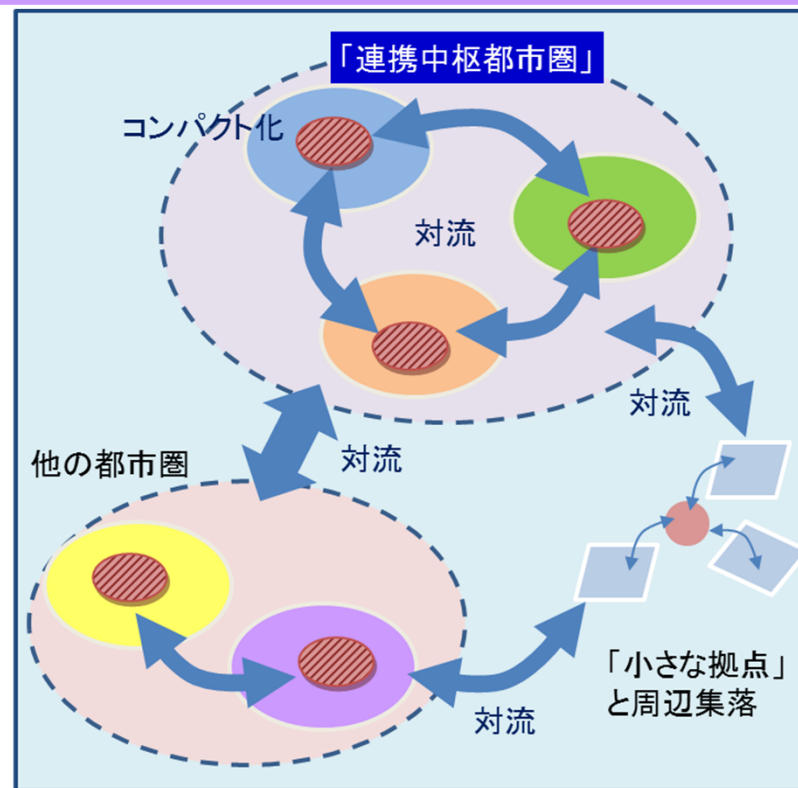 「連携中枢都市圏」
コンパクト化
対流
対流
他の都市圏
対流
「小さな拠点」
と周辺集落
対流